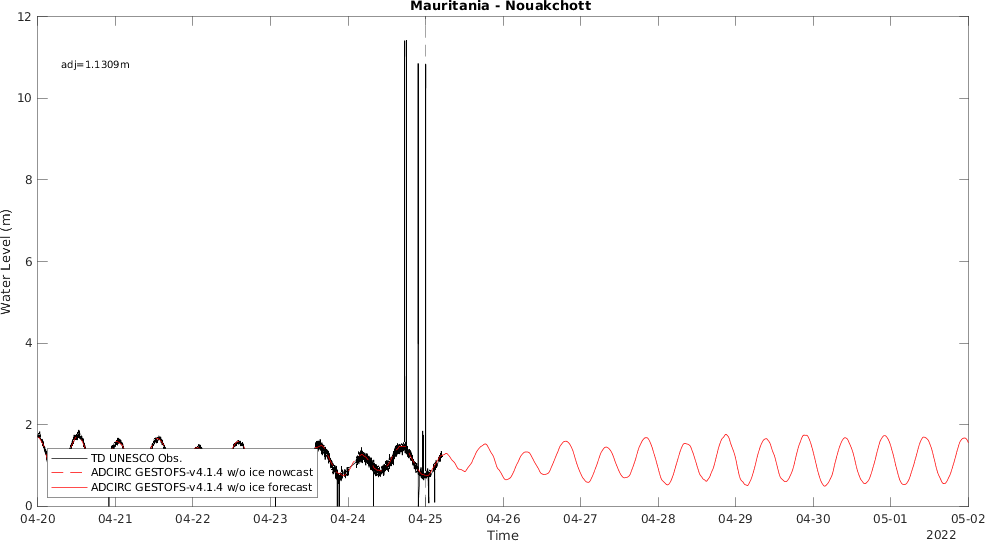 Mauritania - Nouakchott
12
adj=1.1309m
10
8
6
4
2
0
Water Level (m)
TD UNESCO Obs.
ADCIRC GESTOFS-v4.1.4 w/o ice nowcast
ADCIRC GESTOFS-v4.1.4 w/o ice forecast
04-20 04-21 04-22 04-23 04-24 04-25 04-26 04-27 04-28 04-29 04-30 05-01 05-02
Time
2022